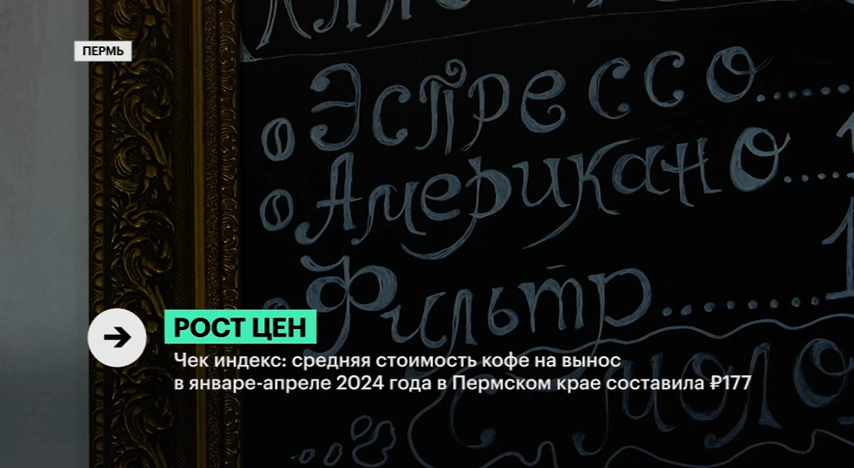 ПЕРМЬ
Эспрессо........
Американо.....
Фильтр..........
РОСТ ЦЕН
Чек индекс: средняя стоимость кофе на вынос
в январе-апреле 2024 года в Пермском крае составила ₽177